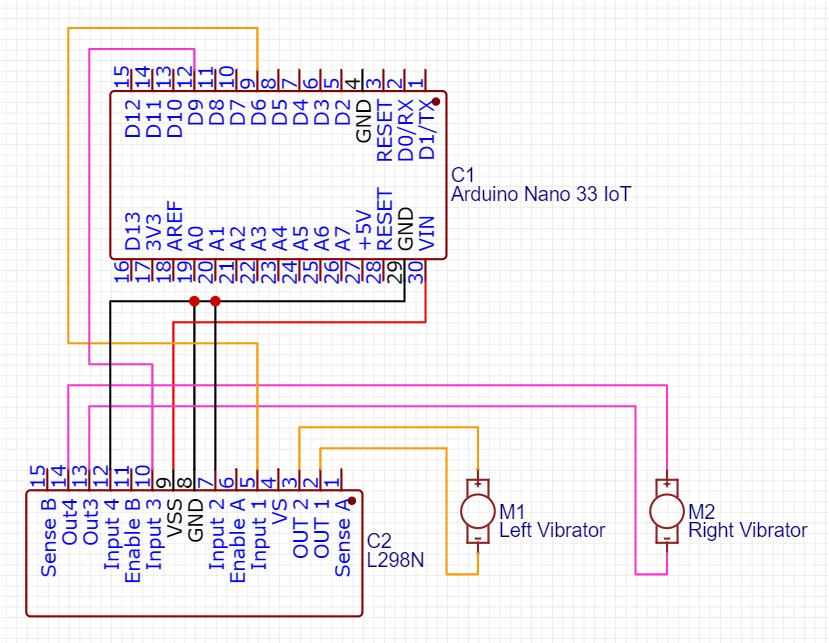 15 14 13 12 11 10 9 8 7 6 5 4 3 2 1
D12 D11 D10 D9 D8 D7 D6 D5 D4 D3 D2 GND RESET D0/RX D1/TX
C1
Arduino Nano 33 IoT
D13 3V3 AREF A0 A1 A2 A3 A4 A5 A6 A7 +5V RESET GND VIN
16 17 18 19 20 21 22 23 24 25 26 27 28 29 30
15 14 13 12 11 10 9 8 7 6 5 4 3 2 1
Sense B Out4 Out3 Input 4 Enable B Input 3 VSS GND Input 2 Enable A Input 1 VS OUT 2 OUT 1 Sense A
C2
L298N
+
M1
Left Vibrator
-
+
M2
Right Vibrator
-